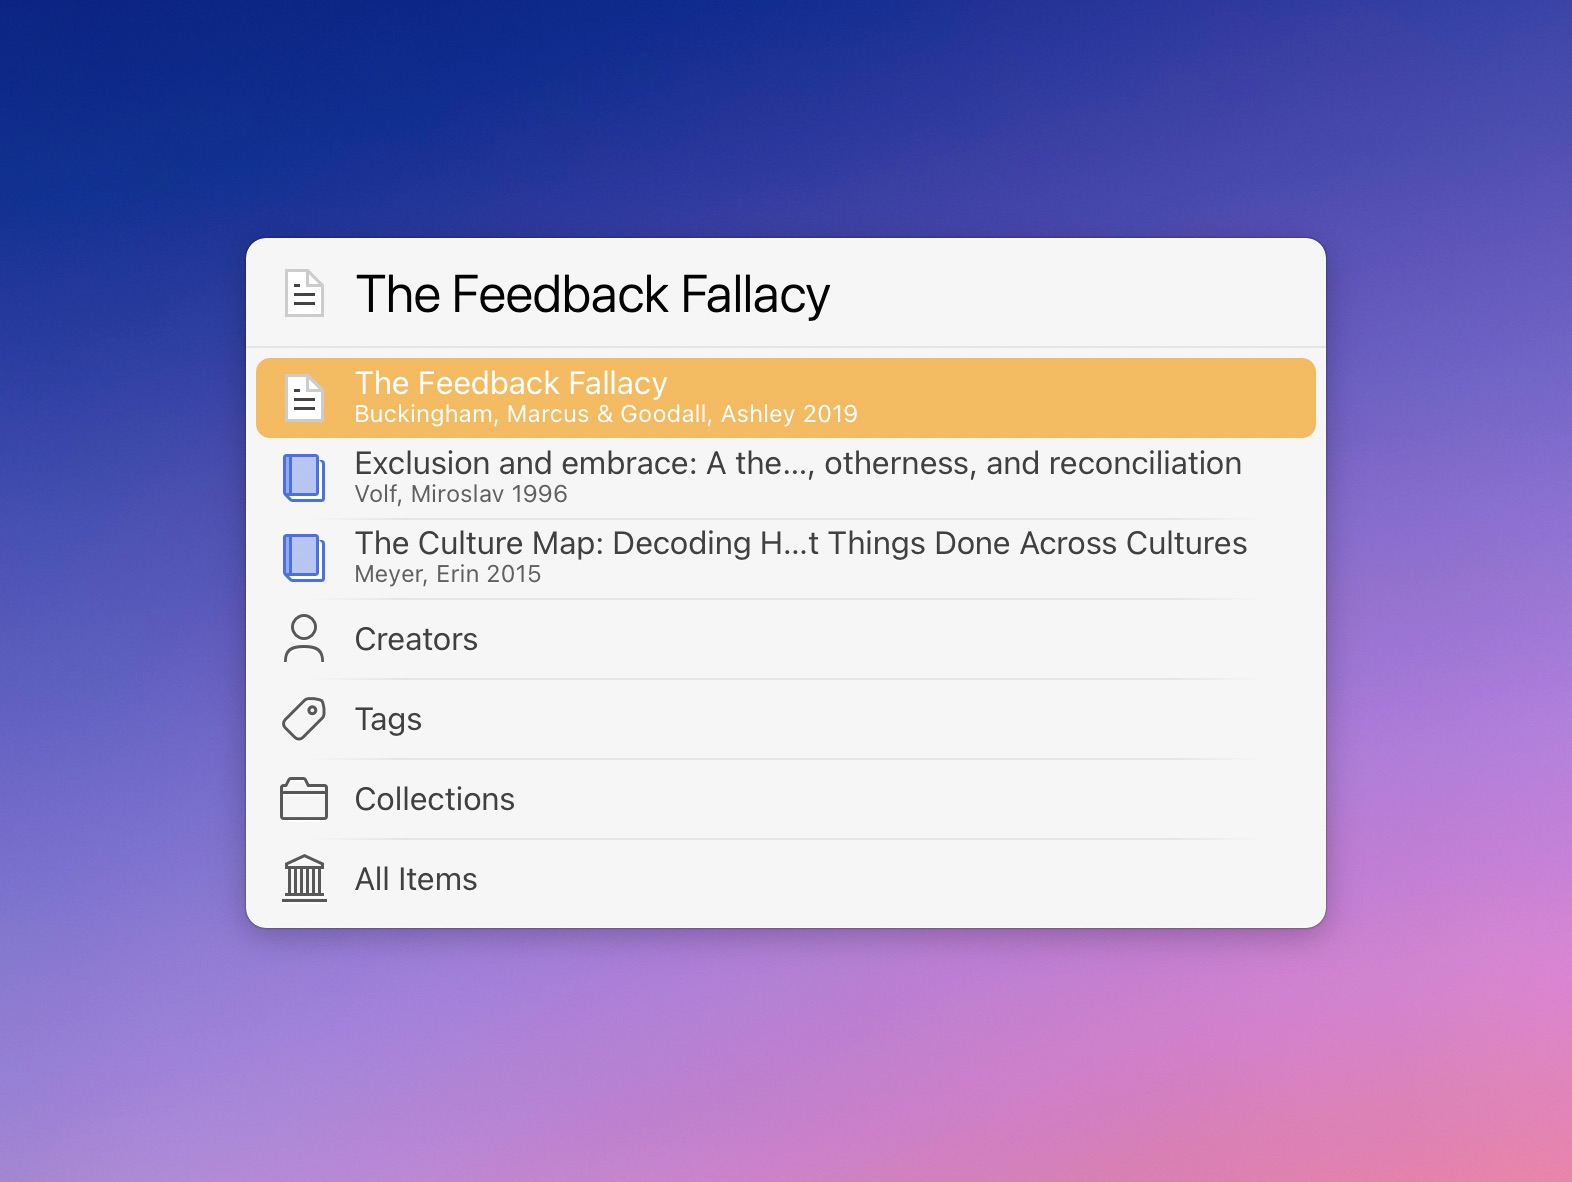 The Feedback Fallacy
The Feedback Fallacy
Buckingham, Marcus & Goodall, Ashley 2019
Exclusion and embrace: A the..., otherness, and reconciliation
Volf, Miroslav 1996
The Culture Map: Decoding H...t Things Done Across Cultures
Meyer, Erin 2015
Creators
Tags
Collections
All Items